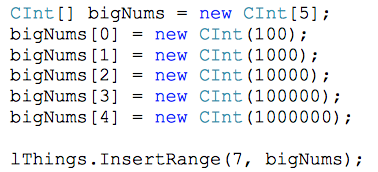 CInt[] bigNums = new CInt[5];
bigNums[0] = new CInt(100);
bigNums[1] = new CInt(1000);
bigNums[2] = new CInt(10000);
bigNums[3] = new CInt(100000);
bigNums[4] = new CInt(1000000);
lThings.InsertRange(7, bigNums);